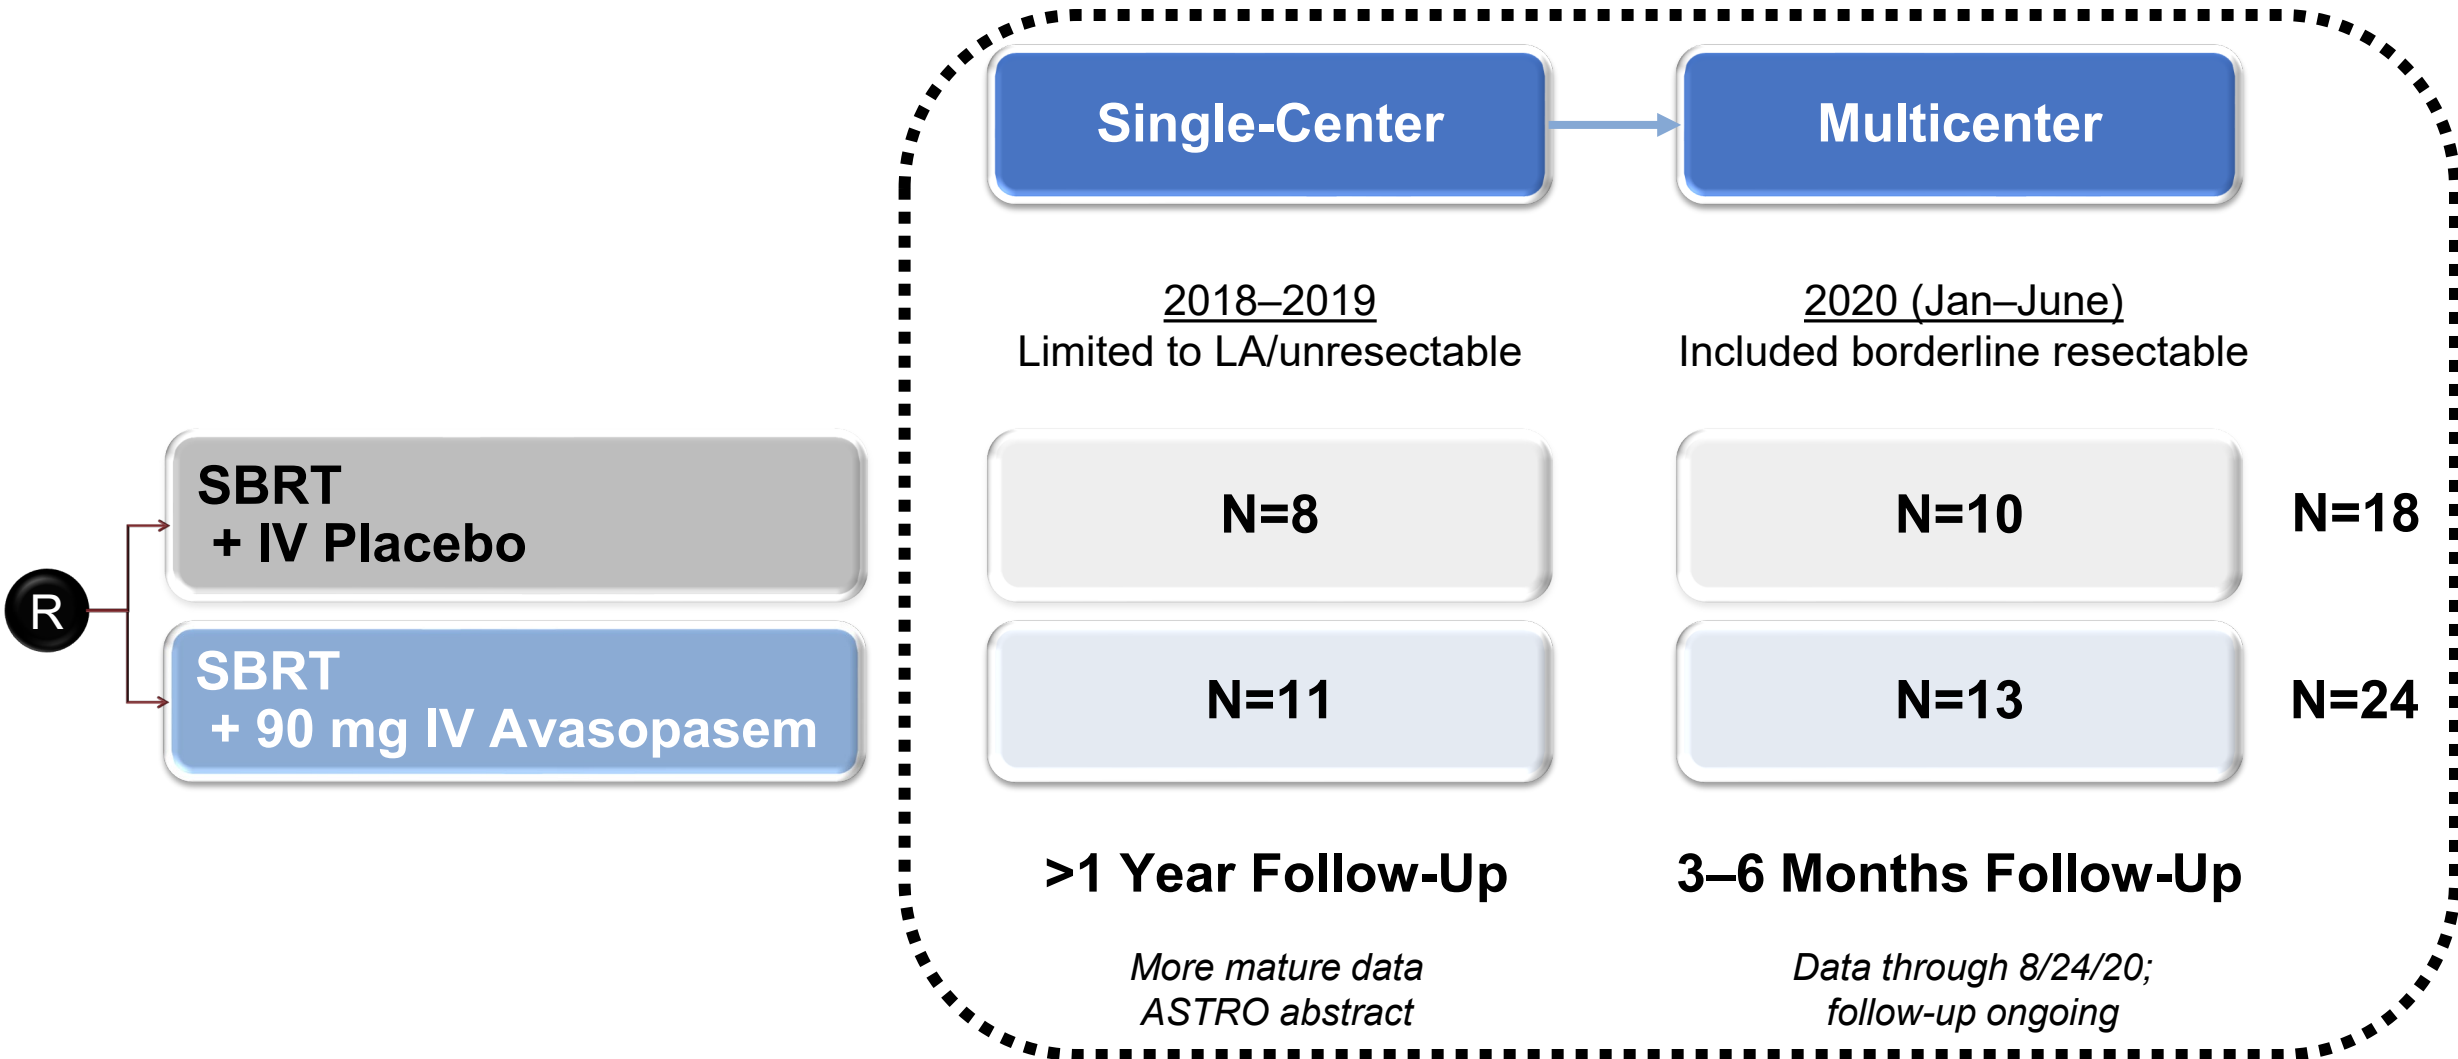 Single-Center
Multicenter
2018–2019
Limited to LA/unresectable
2020 (Jan–June)
Included borderline resectable
R
SBRT
+ IV Placebo
N=8
N=10
N=18
SBRT
+ 90 mg IV Avasopasem
N=11
N=13
N=24
>1 Year Follow-Up
3–6 Months Follow-Up
More mature data
ASTRO abstract
Data through 8/24/20;
follow-up ongoing